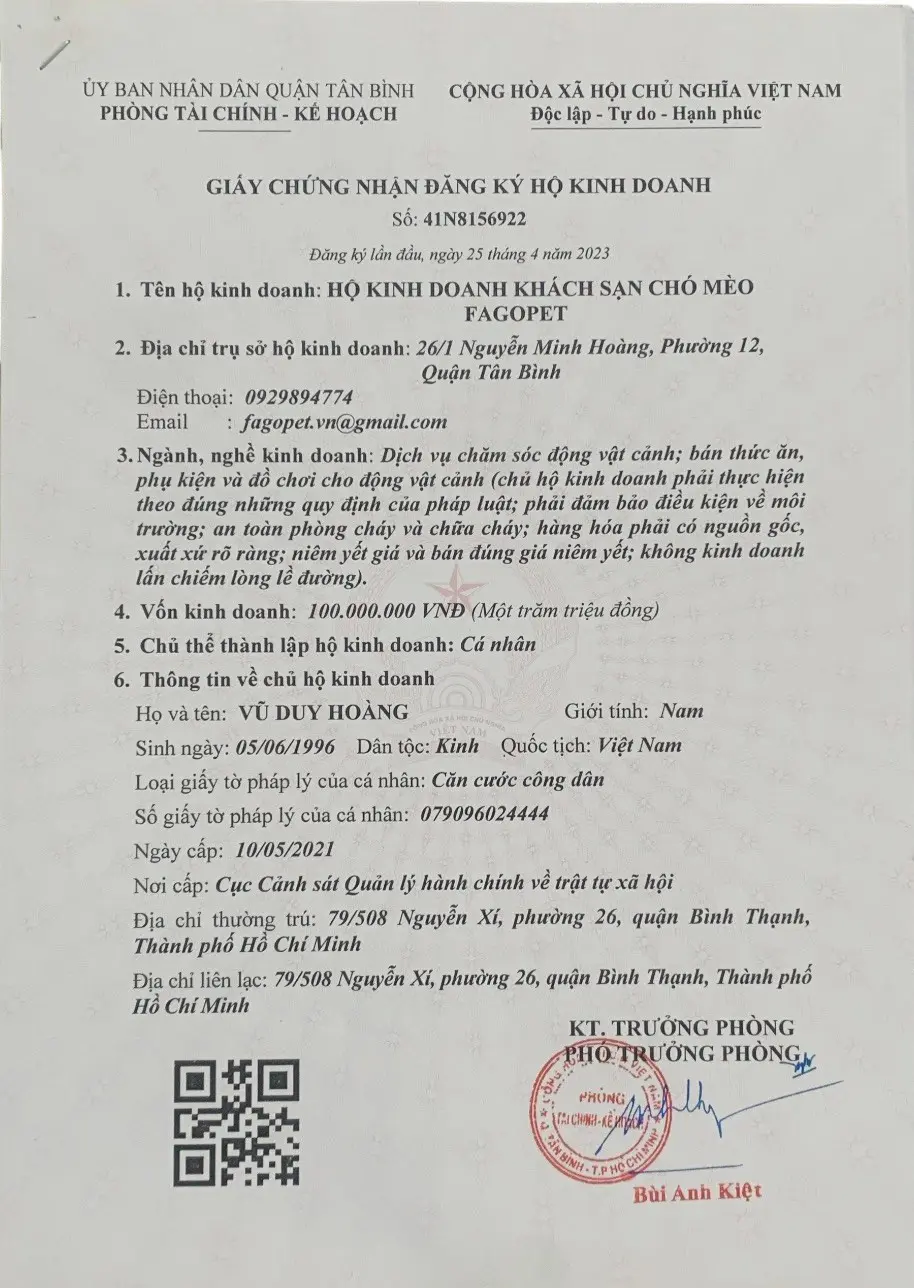 ỦY BAN NHÂN DÂN QUẬN TÂN BÌNH
PHÒNG TÀI CHÍNH - KẾ HOẠCH
CỘNG HÒA XÃ HỘI CHỦ NGHĨA VIỆT NAM
Độc lập - Tự do - Hạnh phúc
GIẤY CHỨNG NHẬN ĐĂNG KÝ HỘ KINH DOANH
Số: 41N8156922
Đăng ký lần đầu, ngày 25 tháng 4 năm 2023
1. Tên hộ kinh doanh: HỘ KINH DOANH KHÁCH SẠN CHÓ MÈO
FAGOPET
2. Địa chỉ trụ sở hộ kinh doanh: 26/1 Nguyễn Minh Hoàng, Phường 12,
Quận Tân Bình
Điện thoại: 0929894774
Email : fagopet.vn@gmail.com
3. Ngành, nghề kinh doanh: Dịch vụ chăm sóc động vật cảnh; bán thức ăn,
phụ kiện và đồ chơi cho động vật cảnh (chủ hộ kinh doanh phải thực hiện
theo đúng những quy định của pháp luật; phải đảm bảo điều kiện về môi
trường; an toàn phòng cháy và chữa cháy; hàng hóa phải có nguồn gốc,
xuất xứ rõ ràng; niêm yết giá và bán đúng giá niêm yết; không kinh doanh
lấn chiếm lòng lề đường).
4. Vốn kinh doanh: 100.000.000 VNĐ (Một trăm triệu đồng)
5. Chủ thể thành lập hộ kinh doanh: Cá nhân
6. Thông tin về chủ hộ kinh doanh
Họ và tên: VŨ DUY HOÀNG Giới tính: Nam
CỘNG HÒA XÃ HỘI CHỦ NGHĨA
VIỆT NAM
Sinh ngày: 05/06/1996 Dân tộc: Kinh Quốc tịch: Việt Nam
Loại giấy tờ pháp lý của cá nhân: Căn cước công dân
Số giấy tờ pháp lý của cá nhân: 079096024444
Ngày cấp: 10/05/2021
Nơi cấp: Cục Cảnh sát Quản lý hành chính về trật tự xã hội
Địa chỉ thường trú: 79/508 Nguyễn Xí, phường 26, quận Bình Thạnh,
Thành phố Hồ Chí Minh
Địa chỉ liên lạc: 79/508 Nguyễn Xí, phường 26, quận Bình Thạnh, Thành phố
Hồ Chí Minh
KT. TRƯỞNG PHÒNG
PHÓ TRƯỞNG PHÒNG
PHÒNG
TÀI CHÍNH-KẾ HOẠCH
TÂN BÌNH - T.P HỒ CHÍ MINH
Bùi Anh Kiệt